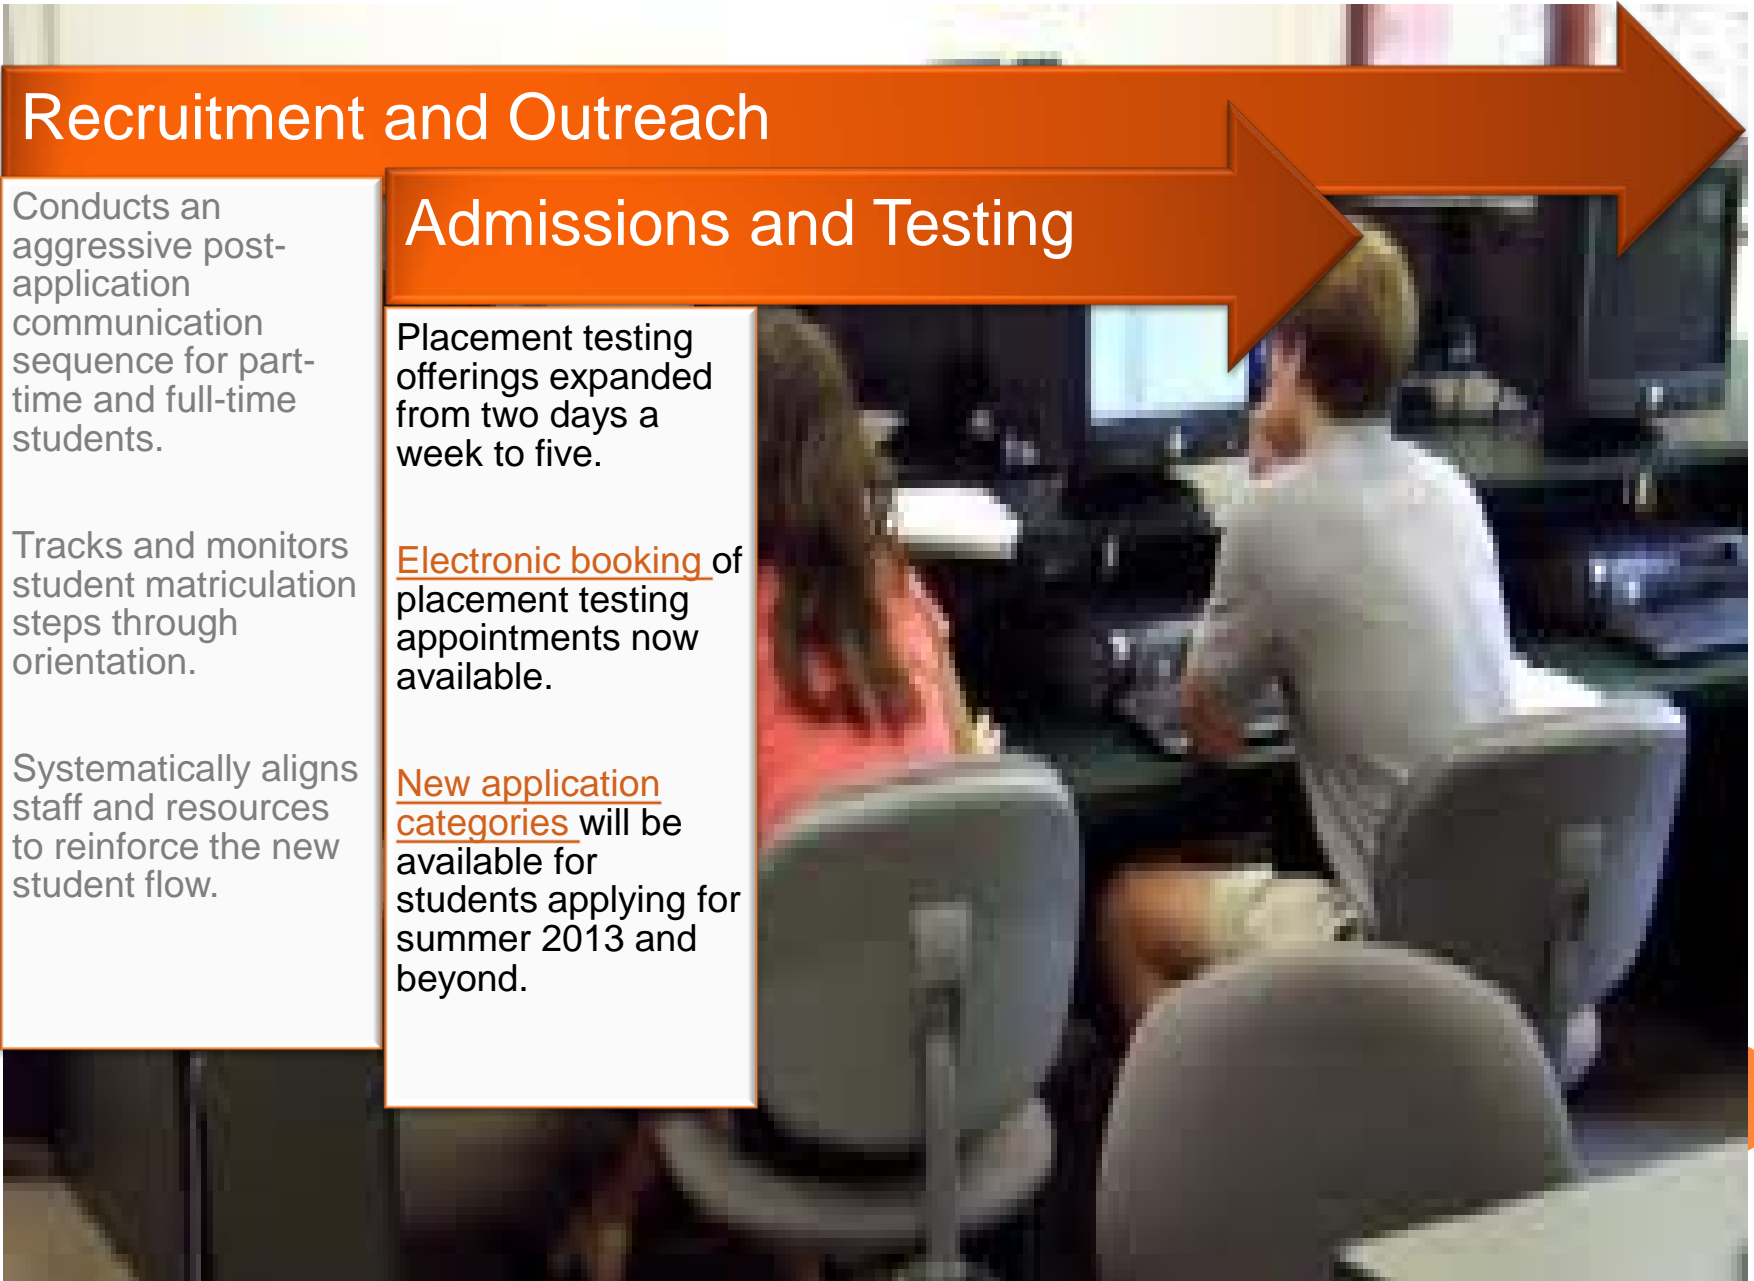 Recruitment and Outreach
Conducts an
aggressive post-
application
communication
sequence for part-
time and full-time
students.
Tracks and monitors
student matriculation
steps through
orientation.
Systematically aligns
staff and resources
to reinforce the new
student flow.
Admissions and Testing
Placement testing
offerings expanded
from two days a
week to five.
Electronic booking of
placement testing
appointments now
available.
New application
categories will be
available for
students applying for
summer 2013 and
beyond.